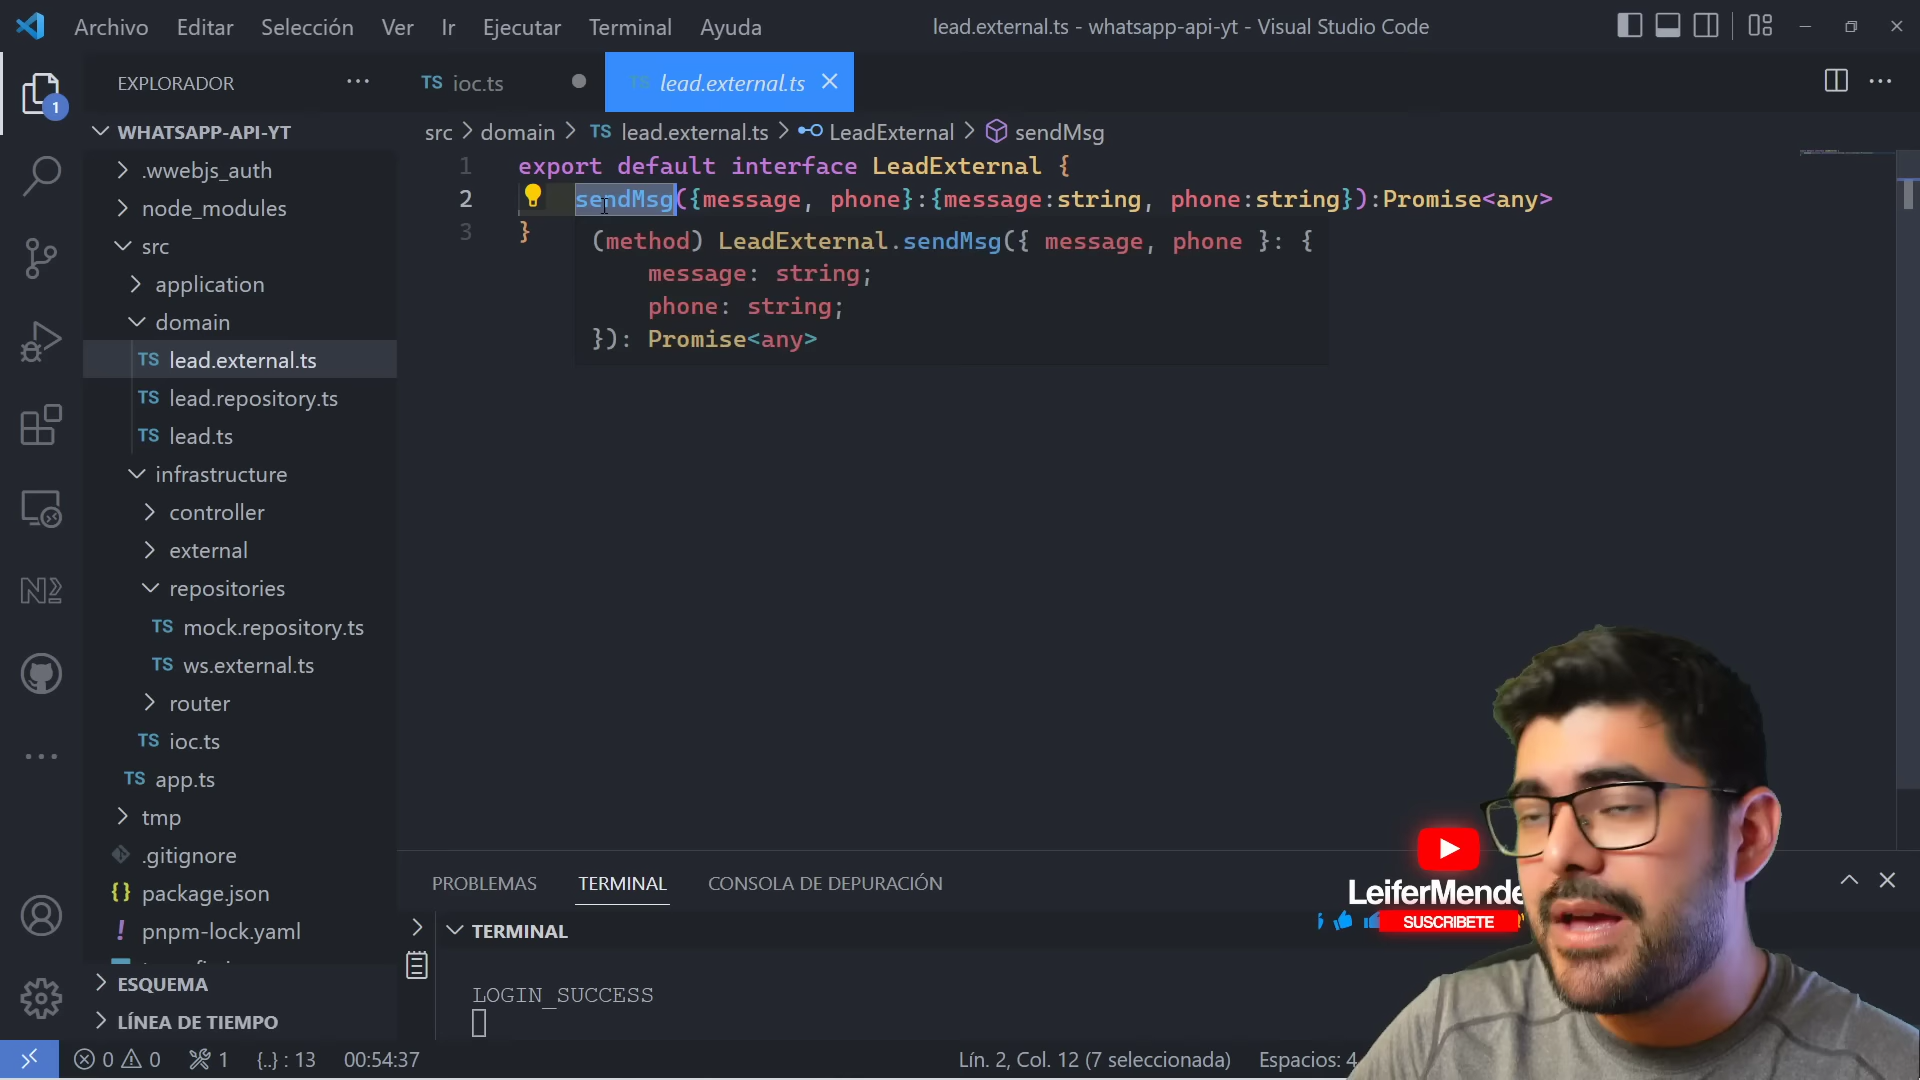 Archivo Editar Selección Ver Ir Ejecutar Terminal Ayuda
lead.external.ts - whatsapp-api-yt - Visual Studio Code
1
EXPLORADOR
WHATSAPP-API-YT
.wwebjs_auth
node_modules
src
application
domain
TS lead.external.ts
TS lead.repository.ts
TS lead.ts
infrastructure
controller
external
repositories
TS mock.repository.ts
TS ws.external.ts
router
TS ioc.ts
TS app.ts
tmp
.gitignore
{} package.json
! pnpm-lock.yaml
ESQUEMA
LÍNEA DE TIEMPO
TS ioc.ts
TS lead.external.ts
src > domain > TS lead.external.ts > LeadExternal > sendMsg
1 export default interface LeadExternal {
2 sendMsg({message, phone}:{message:string, phone:string}):Promise<any>
3 }
(method) LeadExternal.sendMsg({ message, phone }: {
message: string;
phone: string;
}): Promise<any>
PROBLEMAS TERMINAL CONSOLA DE DEPURACIÓN
TERMINAL
LOGIN_SUCCESS
LeiferMende
SUSCRIBETE
0 0 1 {..} : 13 00:54:37
Lín. 2, Col. 12 (7 seleccionada) Espacios: 4